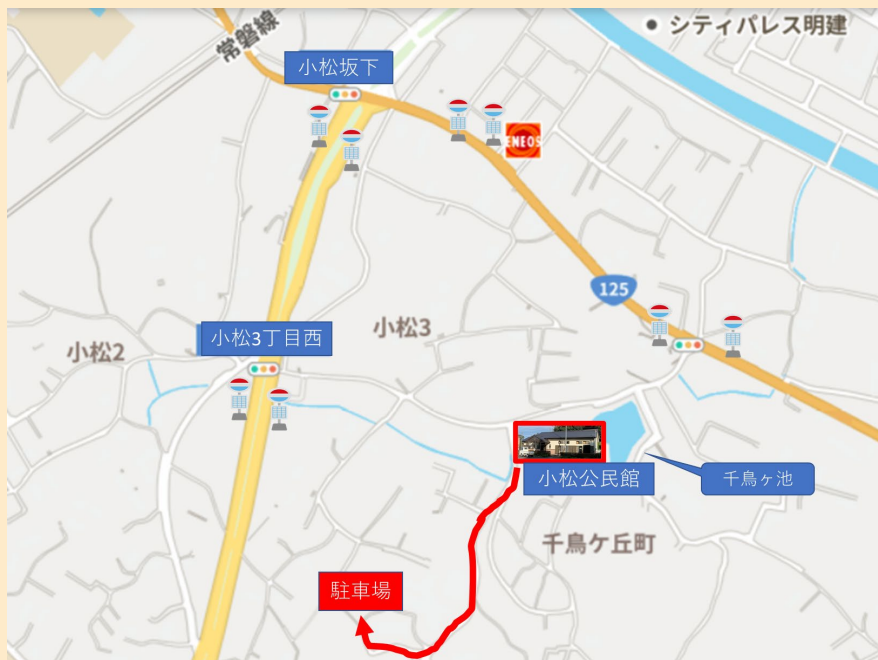 シティパレス明建
常磐線
小松坂下
ENEOS
125
小松3
小松3丁目西
小松2
小松公民館
千鳥ヶ池
千鳥ケ丘町
駐車場